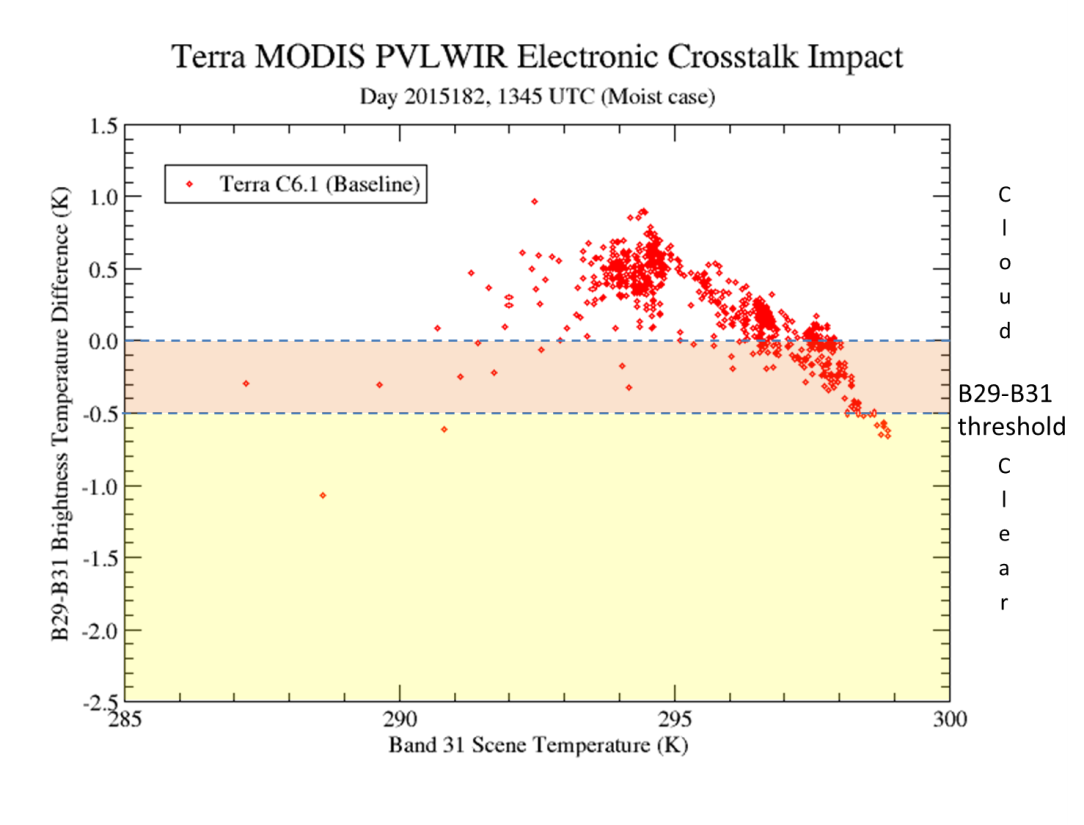 Terra MODIS PVLWIR Electronic Crosstalk Impact
Day 2015182, 1345 UTC (Moist case)
B29-B31 Brightness Temperature Difference (K)
1.5
1.0
0.5
0.0
-0.5
-1.0
-1.5
-2.0
-2.5
Terra C6.1 (Baseline)
285
290
295
300
Band 31 Scene Temperature (K)
C
l
o
u
d
B29-B31
threshold
C
l
e
a
r